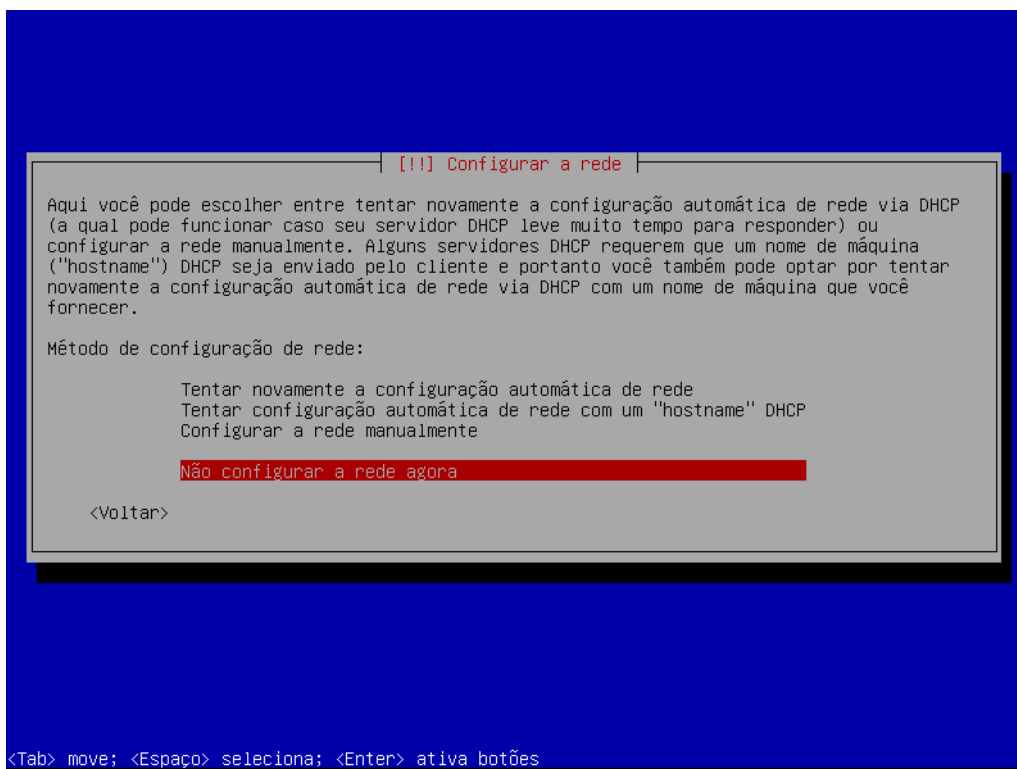 [!!] Configurar a rede
Aqui você pode escolher entre tentar novamente a configuração automática de rede via DHCP
(a qual pode funcionar caso seu servidor DHCP leve muito tempo para responder) ou
configurar a rede manualmente. Alguns servidores DHCP requerem que um nome de máquina
("hostname") DHCP seja enviado pelo cliente e portanto você também pode optar por tentar
novamente a configuração automática de rede via DHCP com um nome de máquina que você
fornecer.
Método de configuração de rede:
Tentar novamente a configuração automática de rede
Tentar configuração automática de rede com um "hostname" DHCP
Configurar a rede manualmente
Não configurar a rede agora
<Voltar>
<Tab> move; <Espaço> seleciona; <Enter> ativa botões